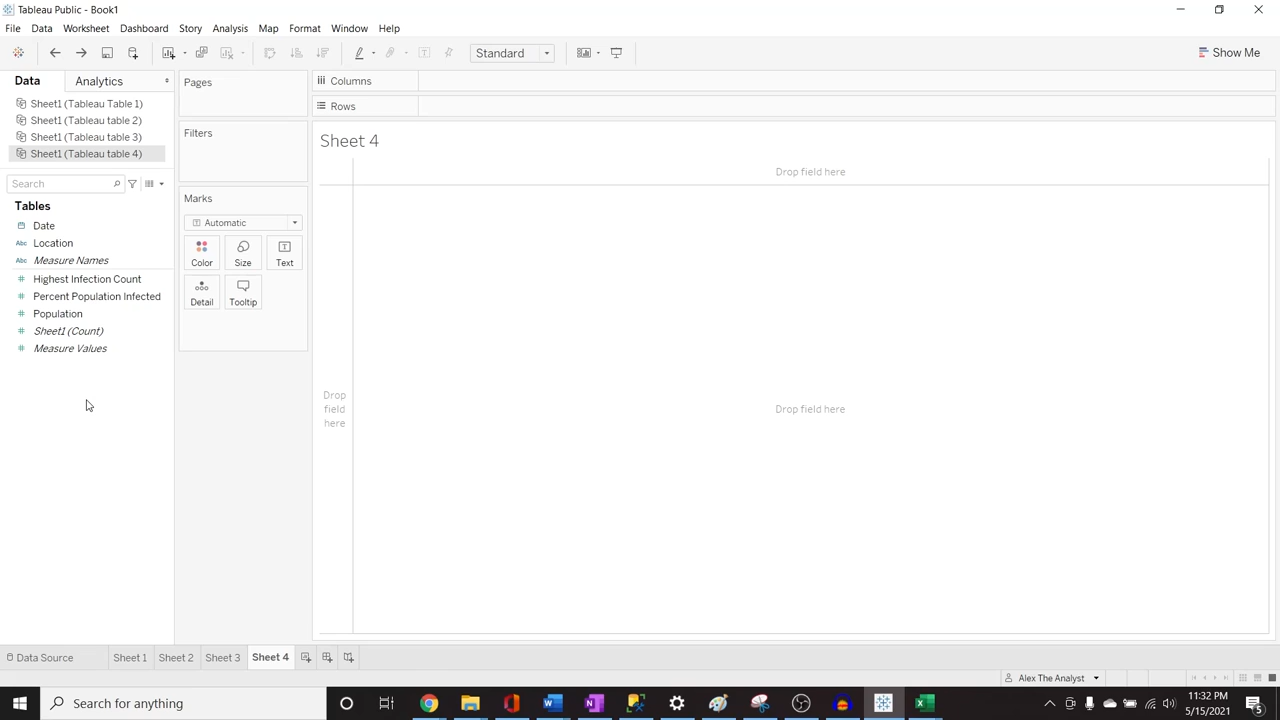 Tableau Public - Book1
File Data Worksheet Dashboard Story Analysis Map Format Window Help
Standard
Show Me
Data Analytics
Pages
Columns
Rows
Sheet1 (Tableau Table 1)
Sheet1 (Tableau table 2)
Sheet1 (Tableau table 3)
Sheet1 (Tableau table 4)
Filters
Sheet 4
Search
Tables
Marks
Automatic
Color Size Text
Detail Tooltip
Date
Abc Location
Abc Measure Names
Highest Infection Count
Percent Population Infected
Population
Sheet1 (Count)
Measure Values
Drop field here
Drop
field
here
Drop field here
Data Source Sheet 1 Sheet 2 Sheet 3 Sheet 4
Alex The Analyst
Search for anything
11:32 PM
5/15/2021
5